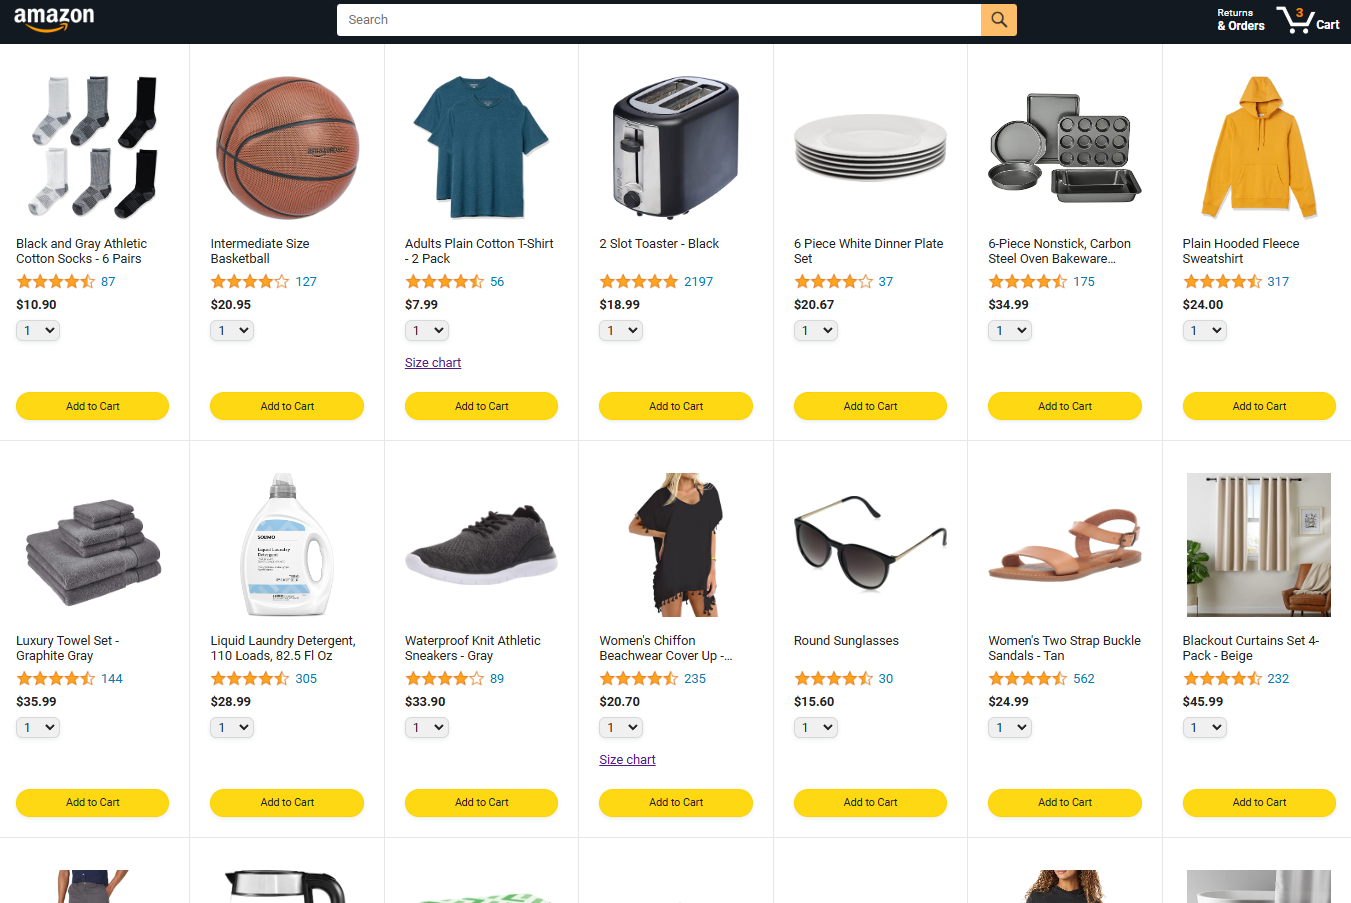 amazon
Search
Returns
& Orders
3
Cart
Black and Gray Athletic
Cotton Socks - 6 Pairs
87
$10.90
1
Intermediate Size
Basketball
127
$20.95
1
Adults Plain Cotton T-Shirt
- 2 Pack
56
$7.99
1
Size chart
2 Slot Toaster - Black
2197
$18.99
1
6 Piece White Dinner Plate
Set
37
$20.67
1
6-Piece Nonstick, Carbon
Steel Oven Bakeware...
175
$34.99
1
Plain Hooded Fleece
Sweatshirt
317
$24.00
1
Add to Cart
Add to Cart
Add to Cart
Add to Cart
Add to Cart
Add to Cart
Add to Cart
SOLIMO
Liquid Laundry
Detergent
Luxury Towel Set -
Graphite Gray
144
$35.99
1
Liquid Laundry Detergent,
110 Loads, 82.5 Fl Oz
305
$28.99
1
Waterproof Knit Athletic
Sneakers - Gray
89
$33.90
1
Women's Chiffon
Beachwear Cover Up -...
235
$20.70
1
Size chart
Round Sunglasses
30
$15.60
1
Women's Two Strap Buckle
Sandals - Tan
562
$24.99
1
Blackout Curtains Set 4-
Pack - Beige
232
$45.99
1
Add to Cart
Add to Cart
Add to Cart
Add to Cart
Add to Cart
Add to Cart
Add to Cart